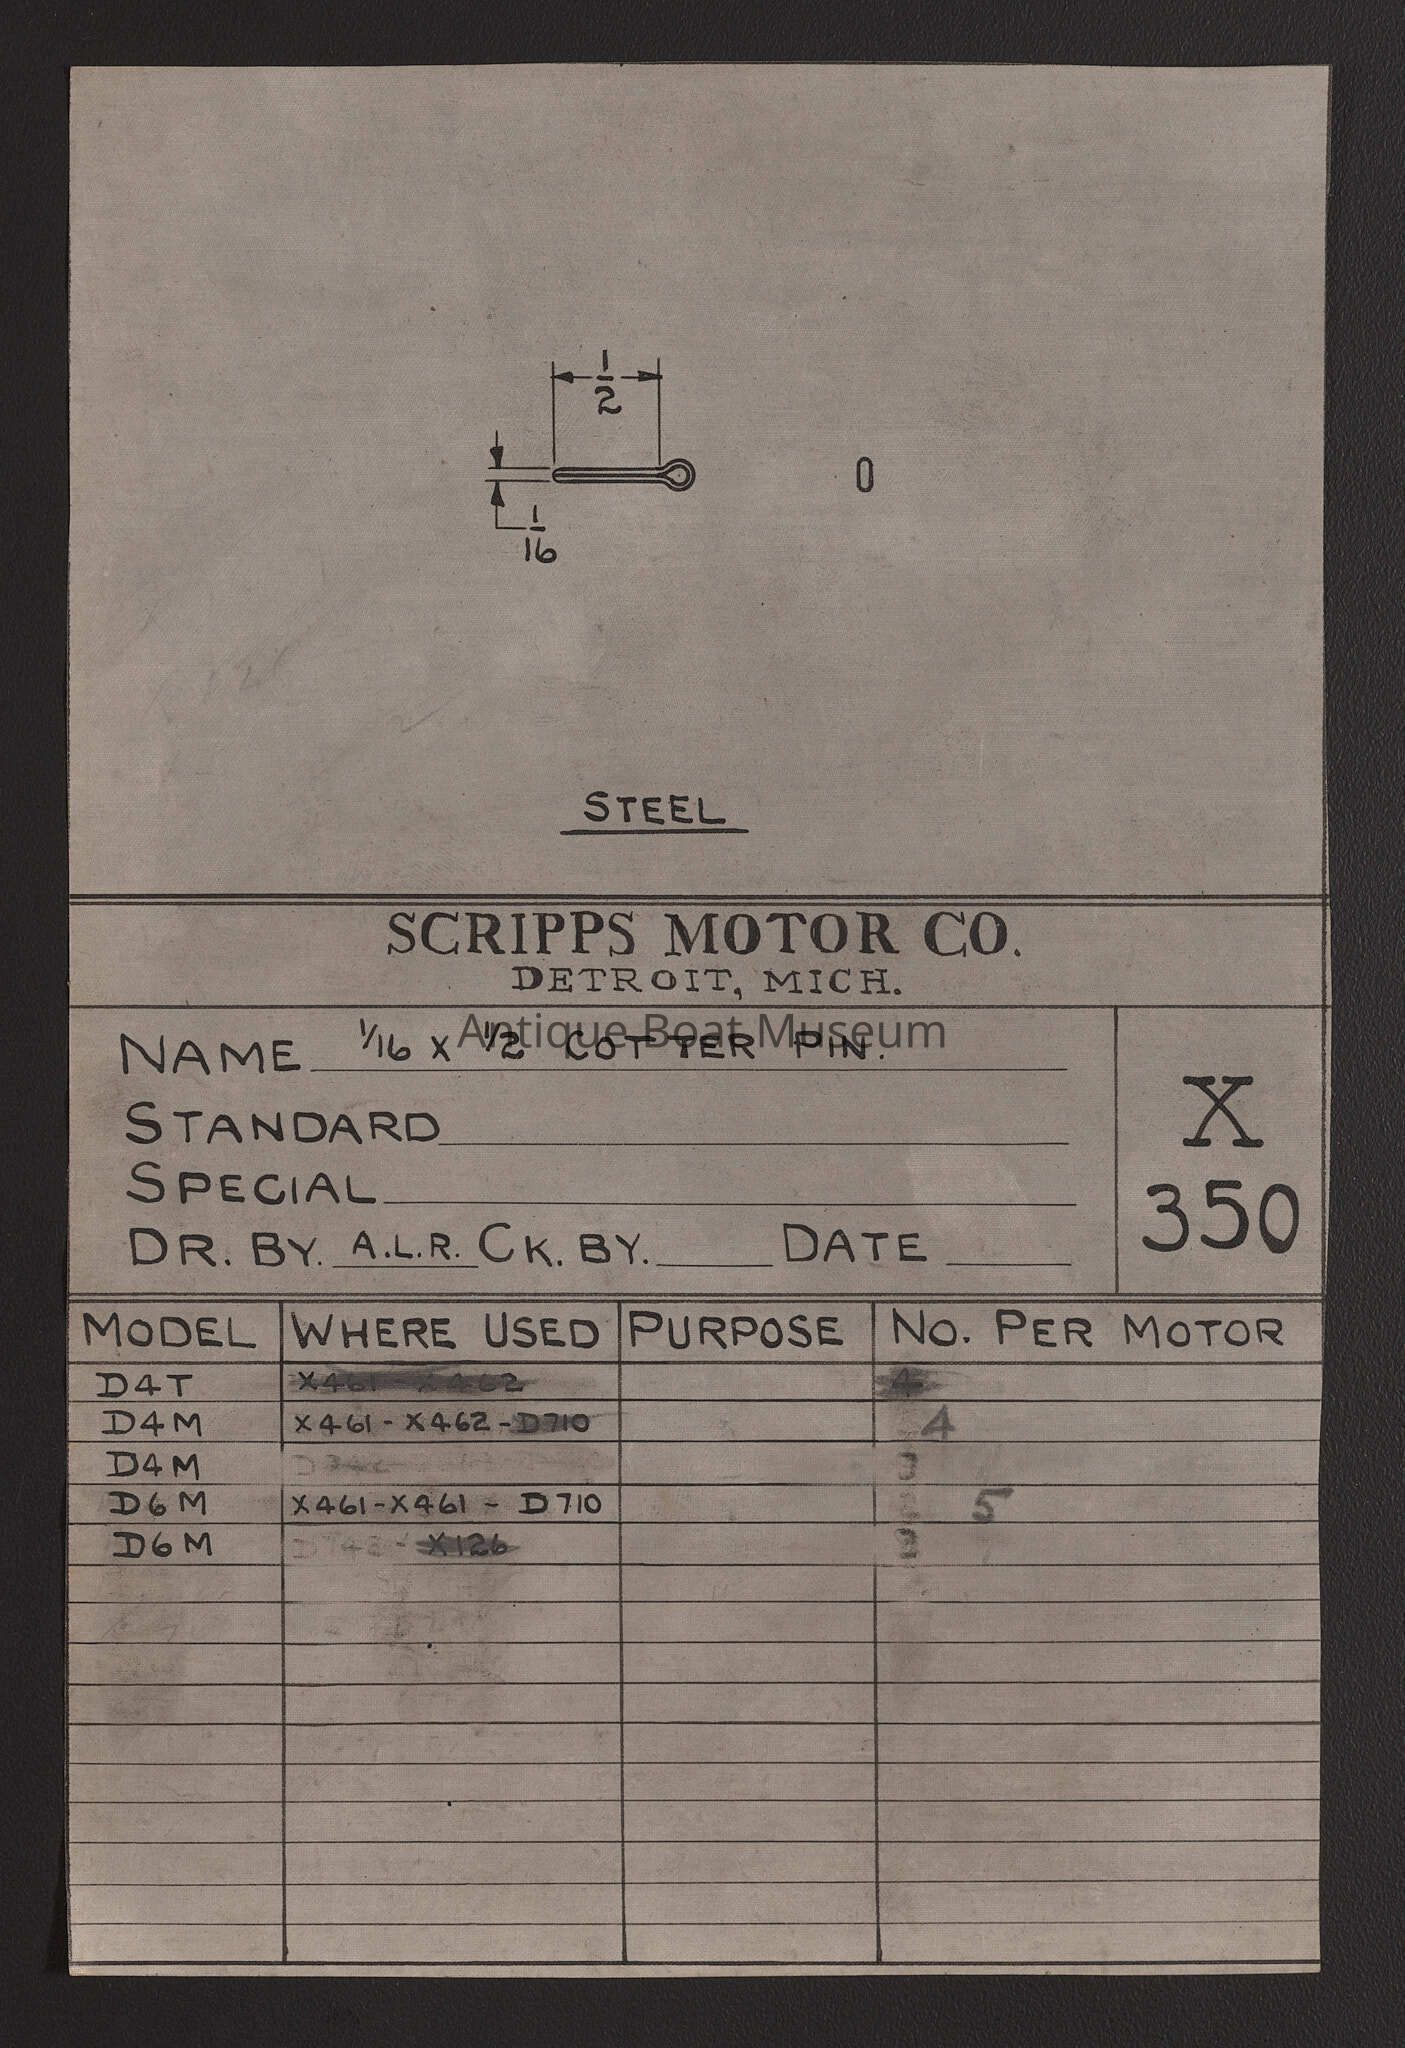 1/2
1/16
STEEL
SCRIPPS MOTOR CO.
DETROIT, MICH.
Antique Boat Museum
NAME 1/16 X 1/2 COTTER PIN.
STANDARD
SPECIAL
DR. BY. A.L.R. CK. BY. DATE
X
350
MODEL WHERE USED PURPOSE NO. PER MOTOR
D4T X461 - X462 4
D4M X461 - X462 - D710 4
D4M
D6M X461 - X461 - D710 5
D6M X126